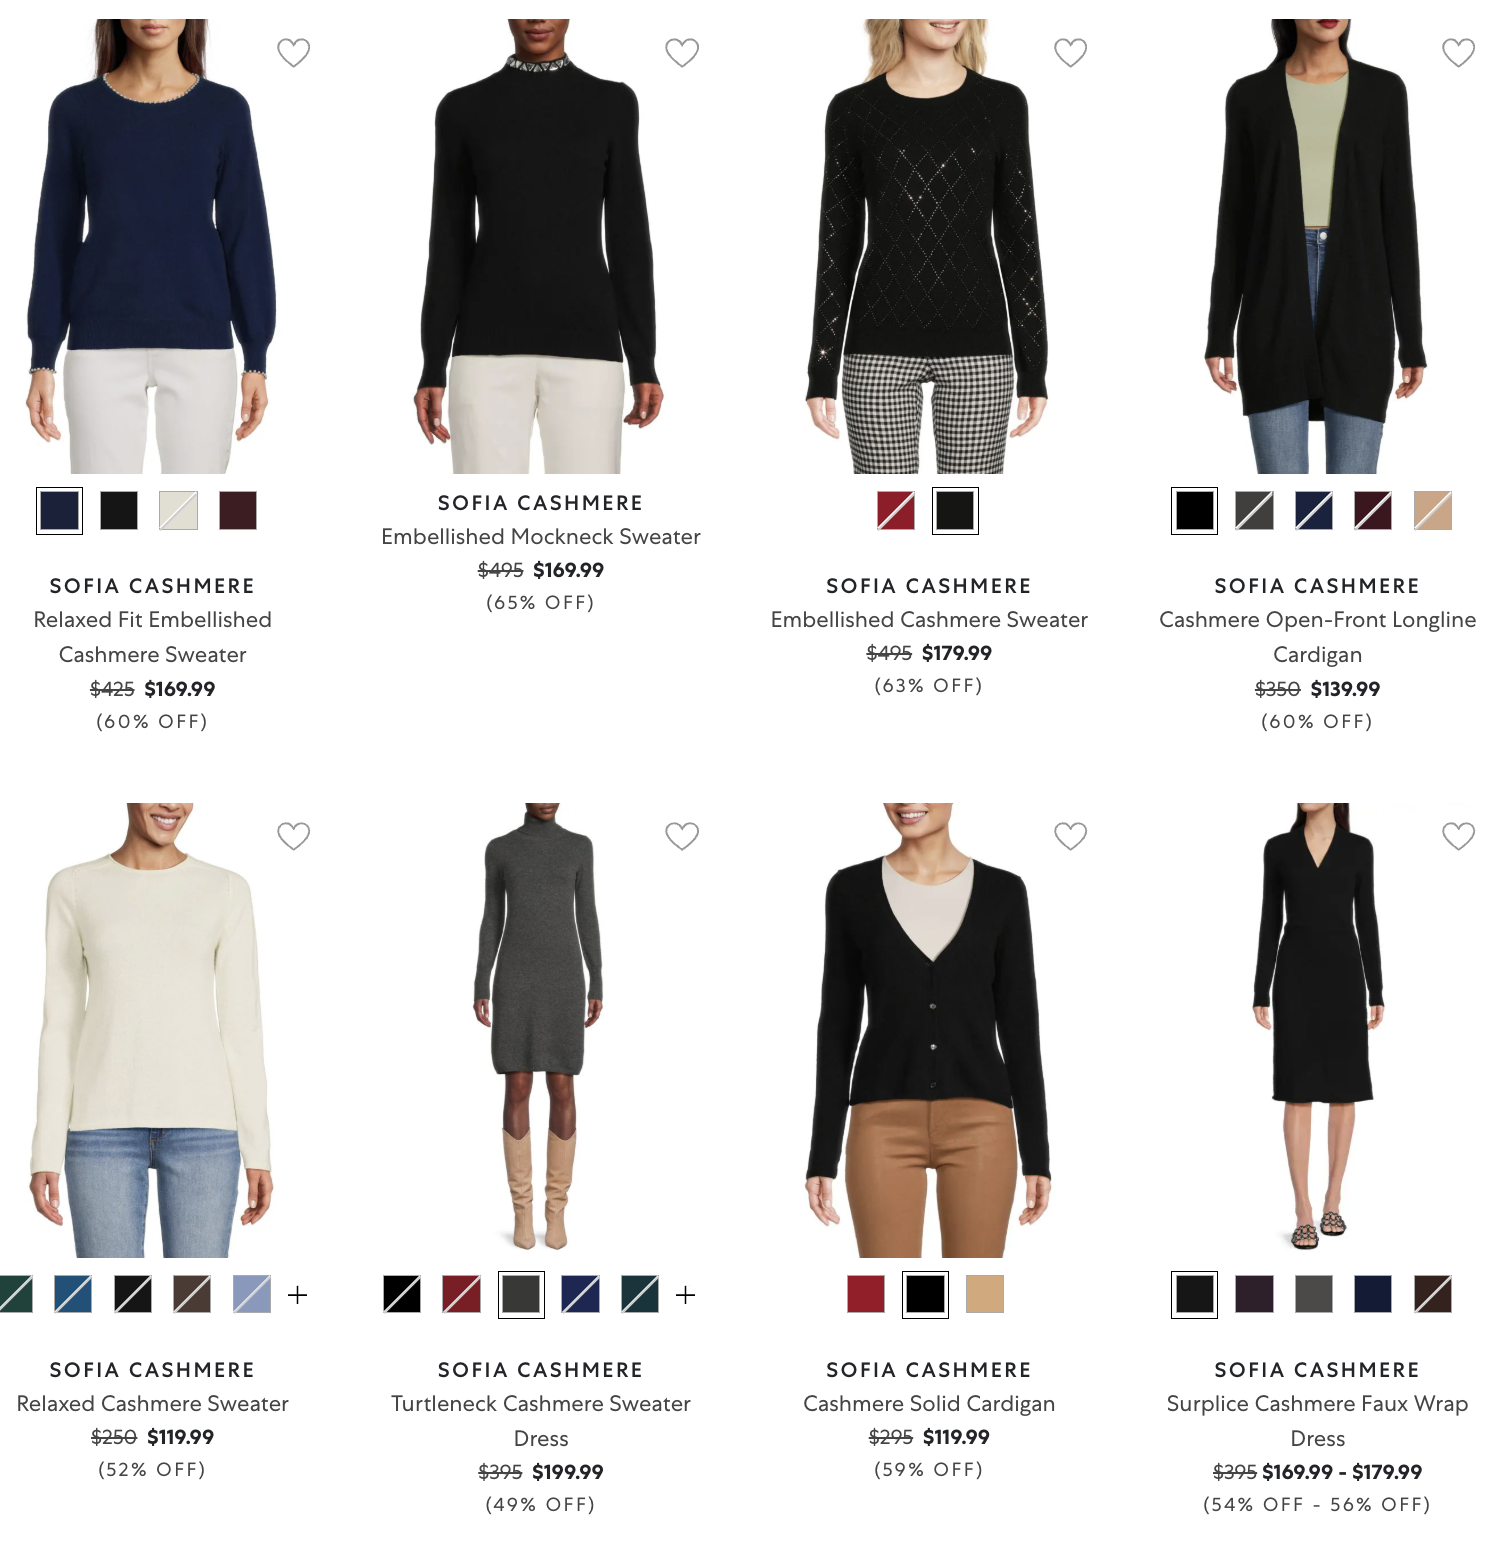 SOFIA CASHMERE
Relaxed Fit Embellished
Cashmere Sweater
$425 $169.99
(60% OFF)
SOFIA CASHMERE
Embellished Mockneck Sweater
$495 $169.99
(65% OFF)
SOFIA CASHMERE
Embellished Cashmere Sweater
$495 $179.99
(63% OFF)
SOFIA CASHMERE
Cashmere Open-Front Longline
Cardigan
$350 $139.99
(60% OFF)
+
+
SOFIA CASHMERE
Relaxed Cashmere Sweater
$250 $119.99
(52% OFF)
SOFIA CASHMERE
Turtleneck Cashmere Sweater
Dress
$395 $199.99
(49% OFF)
SOFIA CASHMERE
Cashmere Solid Cardigan
$295 $119.99
(59% OFF)
SOFIA CASHMERE
Surplice Cashmere Faux Wrap
Dress
$395 $169.99 - $179.99
(54% OFF - 56% OFF)